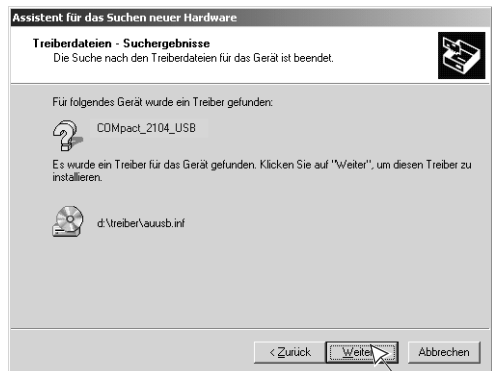 Assistent für das Suchen neuer Hardware
Treiberdateien - Suchergebnisse
Die Suche nach den Treiberdateien für das Gerät ist beendet.
Für folgendes Gerät wurde ein Treiber gefunden:
COMpact_2104_USB
Es wurde ein Treiber für das Gerät gefunden. Klicken Sie auf "Weiter", um diesen Treiber zu
installieren.
d:\treiber\auusb.inf
< Zurück Weiter > Abbrechen